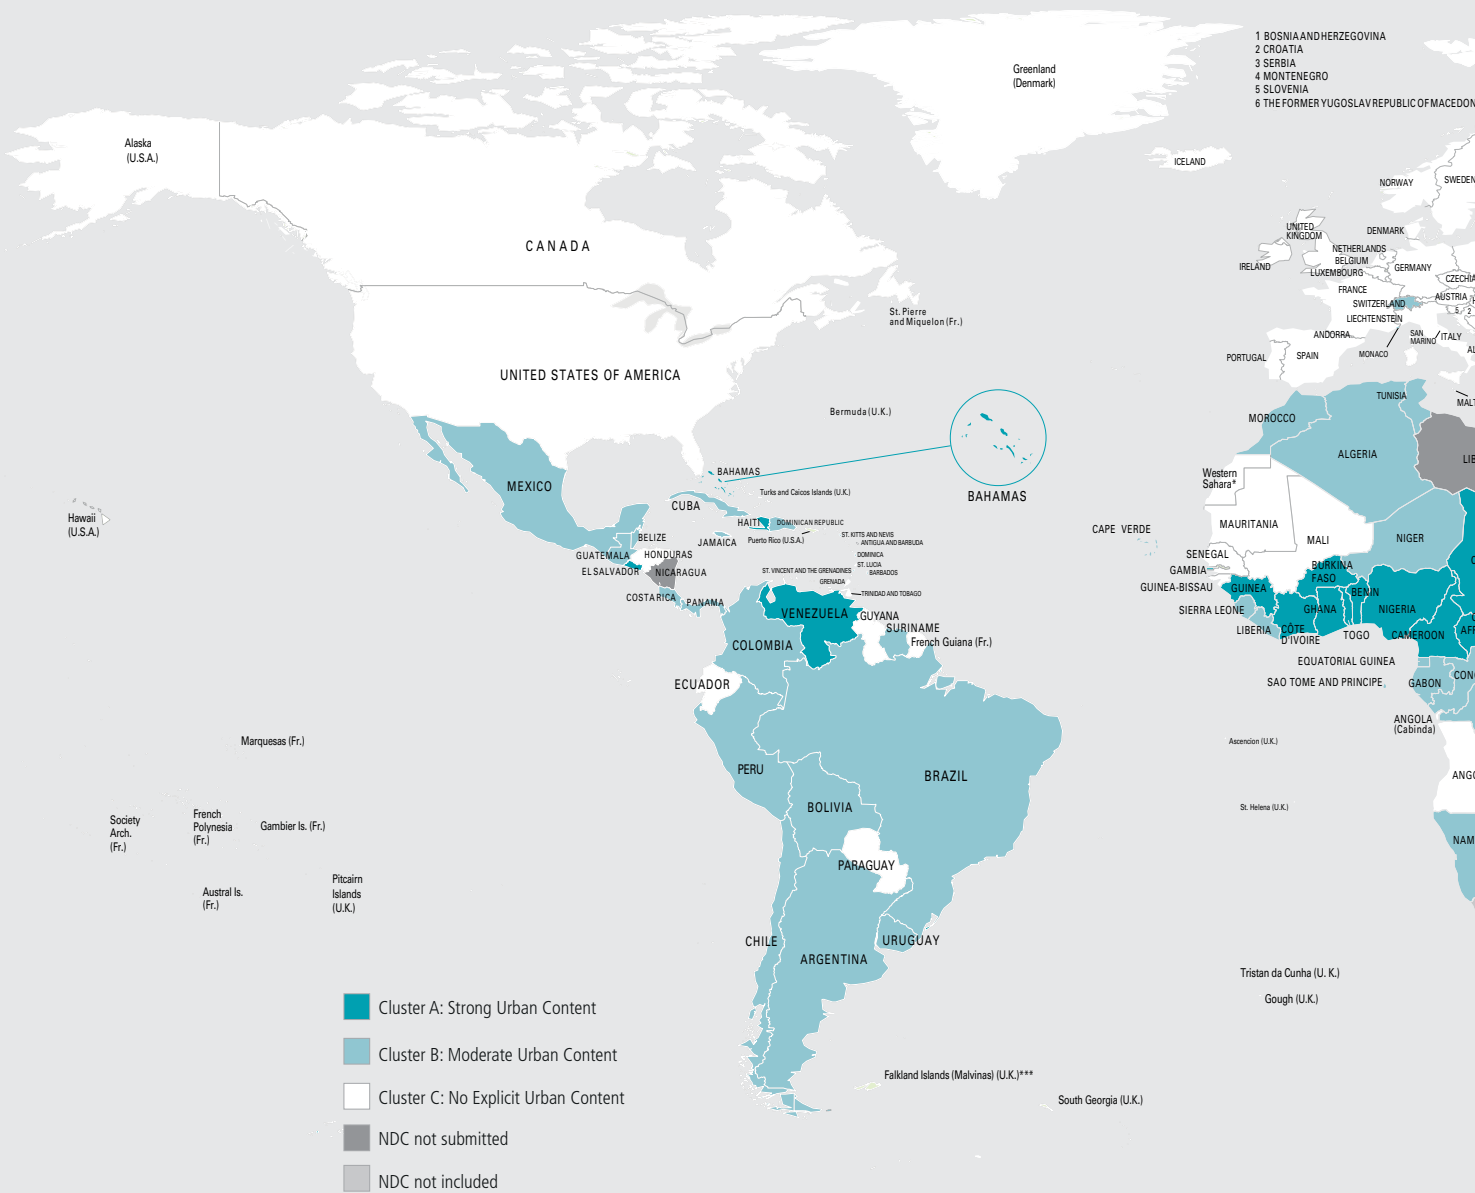 1 BOSNIA AND HERZEGOVINA
2 CROATIA
3 SERBIA
4 MONTENEGRO
5 SLOVENIA
6 THE FORMER YUGOSLAV REPUBLIC OF MACEDON
Greenland
(Denmark)
Alaska
(U.S.A.)
ICELAND
NORWAY
SWEDEN
UNITED
KINGDOM
DENMARK
CANADA
NETHERLANDS
BELGIUM
IRELAND
LUXEMBOURG
GERMANY
CZECHIA
FRANCE
AUSTRIA
H
SWITZERLAND
5
2
St. Pierre
and Miquelon (Fr.)
LIECHTENSTEIN
ANDORRA
SAN
MARINO
ITALY
MONACO
AL
PORTUGAL
SPAIN
UNITED STATES OF AMERICA
TUNISIA
MALT
Bermuda (U.K.)
MOROCCO
ALGERIA
LIB
BAHAMAS
Western
Sahara*
MEXICO
Turks and Caicos Islands (U.K.)
BAHAMAS
CUBA
Hawaii
(U.S.A.)
HAITI
DOMINICAN REPUBLIC
MAURITANIA
CAPE VERDE
BELIZE
JAMAICA
Puerto Rico (U.S.A.)
ST. KITTS AND NEVIS
ANTIGUA AND BARBUDA
MALI
NIGER
GUATEMALA
HONDURAS
DOMINICA
SENEGAL
EL SALVADOR
NICARAGUA
ST. VINCENT AND THE GRENADINES
ST. LUCIA
BARBADOS
GAMBIA
BURKINA
FASO
C
GRENADA
GUINEA-BISSAU
GUINEA
BENIN
COSTA RICA
PANAMA
TRINIDAD AND TOBAGO
SIERRA LEONE
GHANA
NIGERIA
VENEZUELA
GUYANA
SURINAME
LIBERIA
CÔTE
D'IVOIRE
TOGO
CAMEROON
AFR
COLOMBIA
French Guiana (Fr.)
EQUATORIAL GUINEA
ECUADOR
SAO TOME AND PRINCIPE
GABON
CON
ANGOLA
(Cabinda)
Marquesas (Fr.)
Ascencion (U.K.)
PERU
BRAZIL
ANGO
BOLIVIA
St. Helena (U.K.)
Society
Arch.
(Fr.)
French
Polynesia
(Fr.)
Gambier Is. (Fr.)
NAM
PARAGUAY
Austral Is.
(Fr.)
Pitcairn
Islands
(U.K.)
CHILE
URUGUAY
ARGENTINA
Tristan da Cunha (U. K.)
Gough (U.K.)
Cluster A: Strong Urban Content
Cluster B: Moderate Urban Content
Falkland Islands (Malvinas) (U.K.)***
Cluster C: No Explicit Urban Content
South Georgia (U.K.)
NDC not submitted
NDC not included